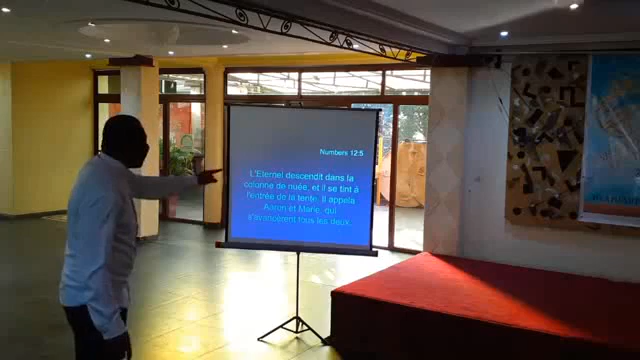 Numbers 12:5
L'Eternel descendit dans la
colonne de nuée, et il se tint à
l'entrée de la tente. Il appela
Aaron et Marie, qui
s'avancèrent tous les deux.